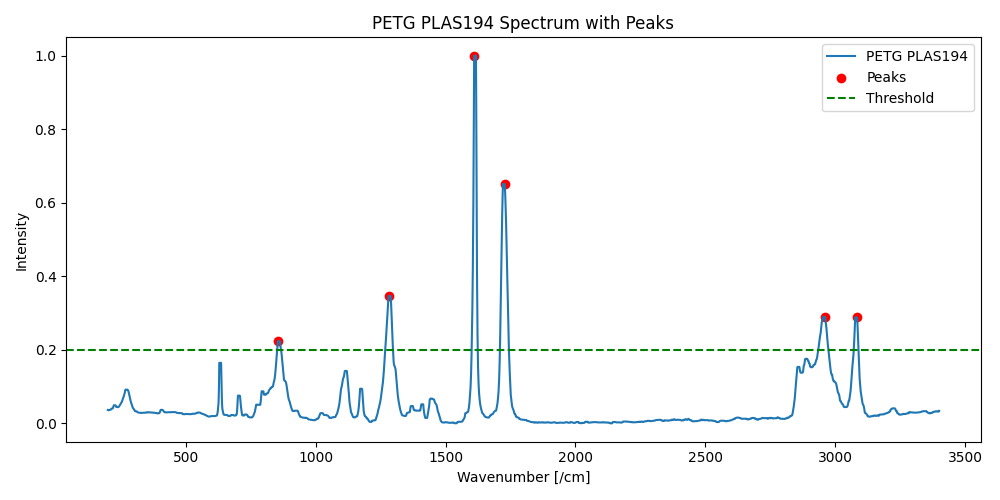 PETG PLAS194 Spectrum with Peaks
PETG PLAS194
Peaks
Threshold
Intensity
1.0
0.8
0.6
0.4
0.2
0.0
500 1000 1500 2000 2500 3000 3500
Wavenumber [/cm]